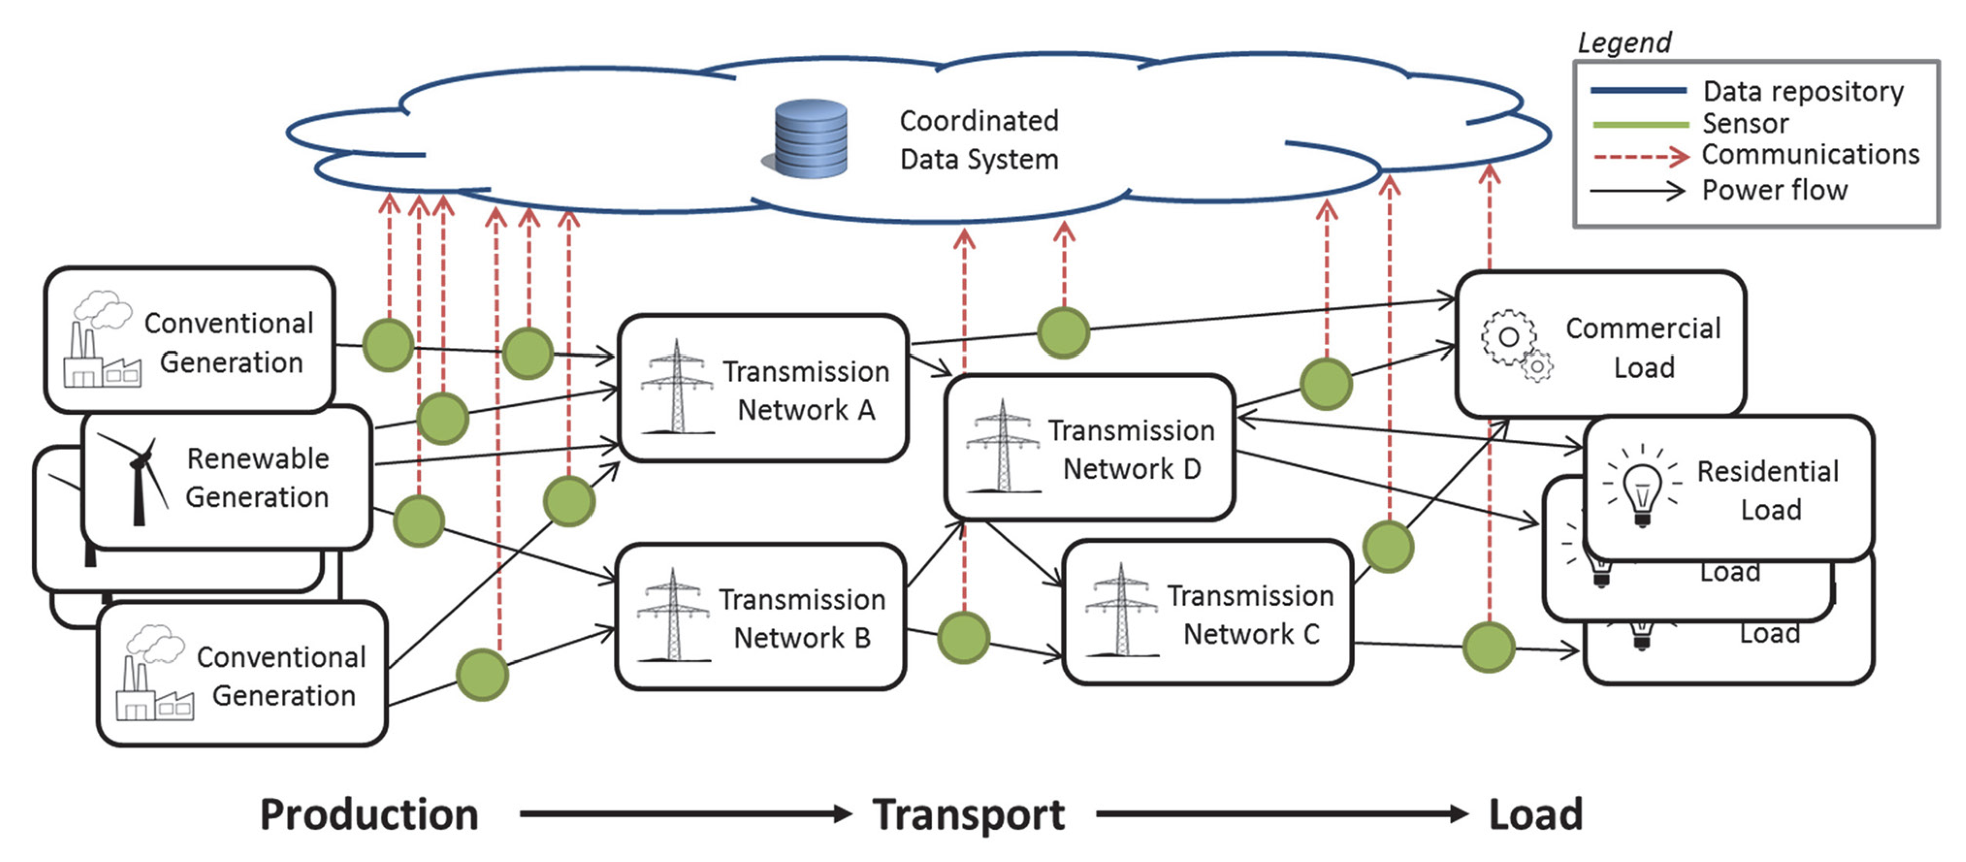 Legend
Data repository
Sensor
Communications
Power flow
Coordinated
Data System
Conventional
Generation
Renewable
Generation
Conventional
Generation
Transmission
Network A
Transmission
Network B
Transmission
Network D
Transmission
Network C
Commercial
Load
Residential
Load
Load
Load
Production
Transport
Load